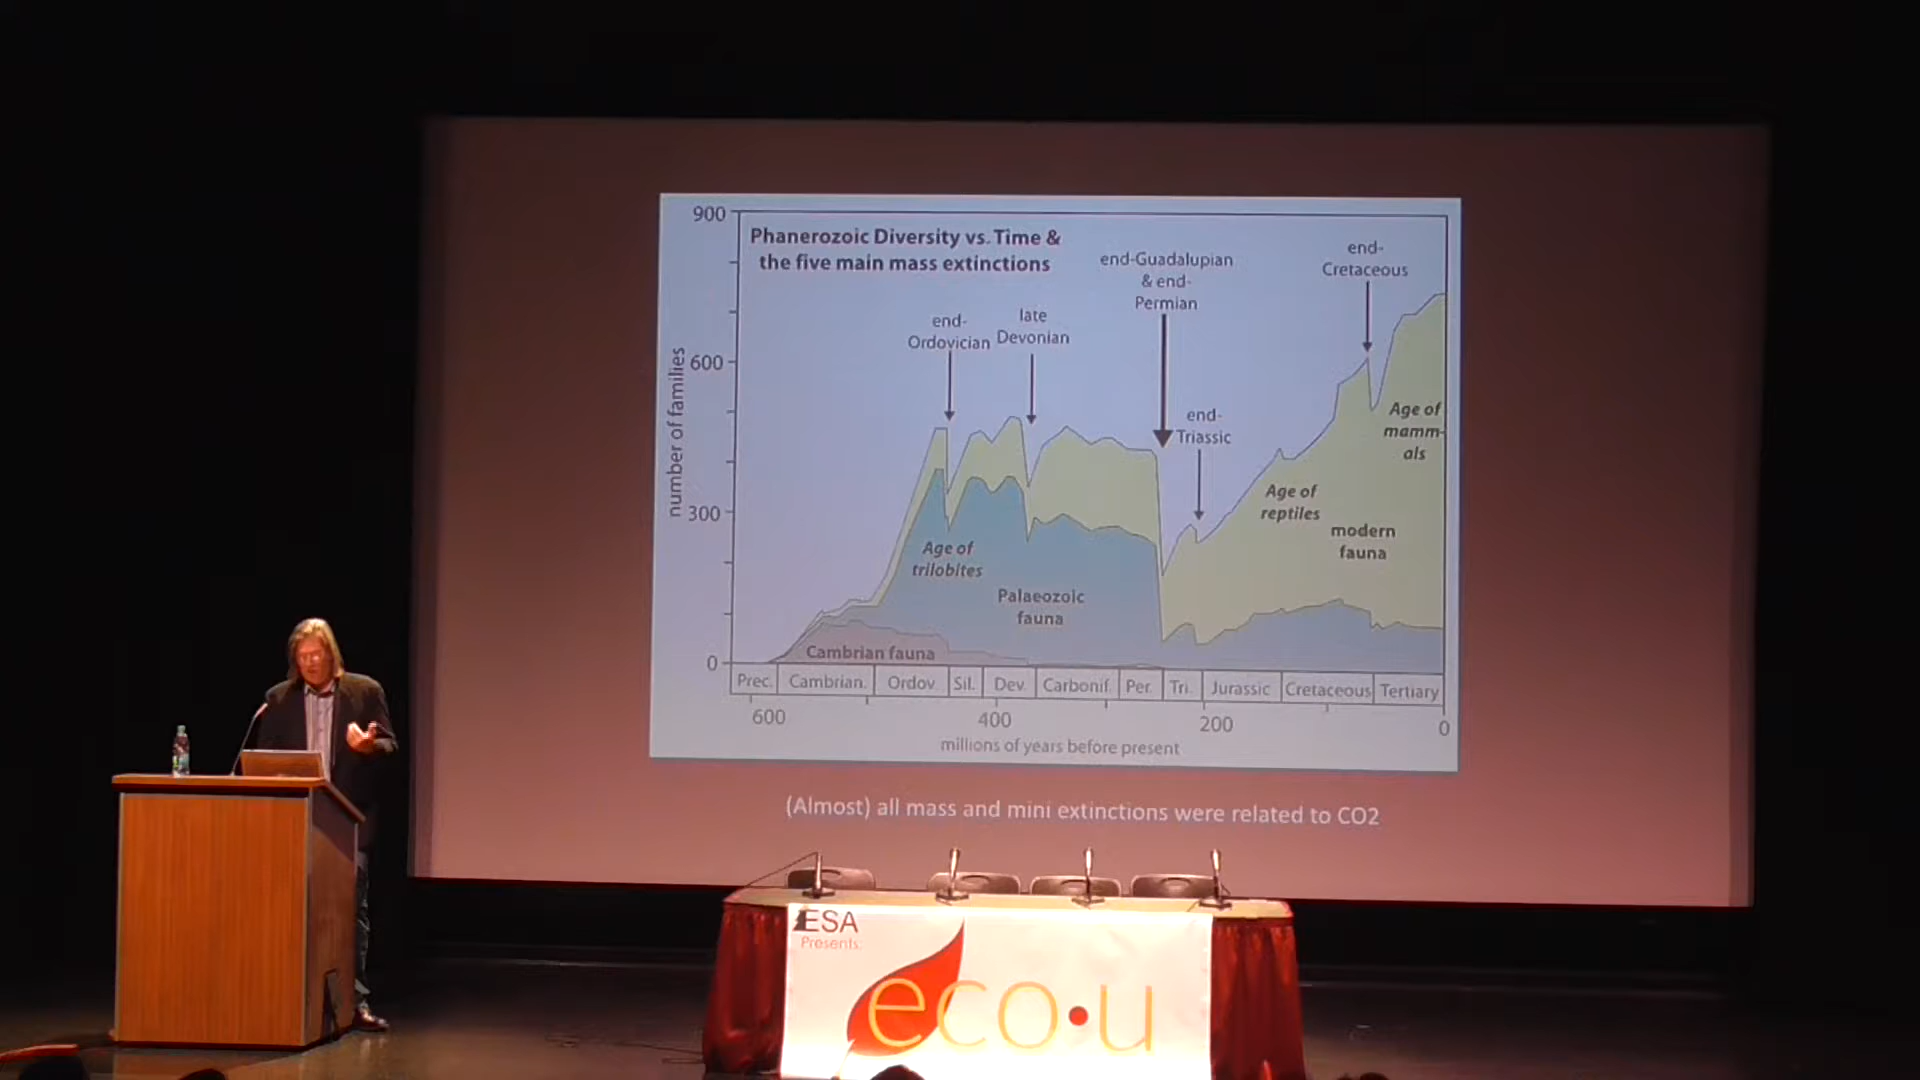 900
Phanerozoic Diversity vs. Time &
the five main mass extinctions
end-Guadalupian
& end-
Permian
end-
Cretaceous
end-
Ordovician
late
Devonian
number of families
600
end-
Triassic
Age of
mamm-
als
300
Age of
reptiles
modern
fauna
Age of
trilobites
Palaeozoic
fauna
Cambrian fauna
0
Prec. Cambrian. Ordov. Sil. Dev. Carbonif. Per. Tri. Jurassic Cretaceous Tertiary
600 400 200 0
millions of years before present
(Almost) all mass and mini extinctions were related to CO2
ESA
Presents:
eco•u